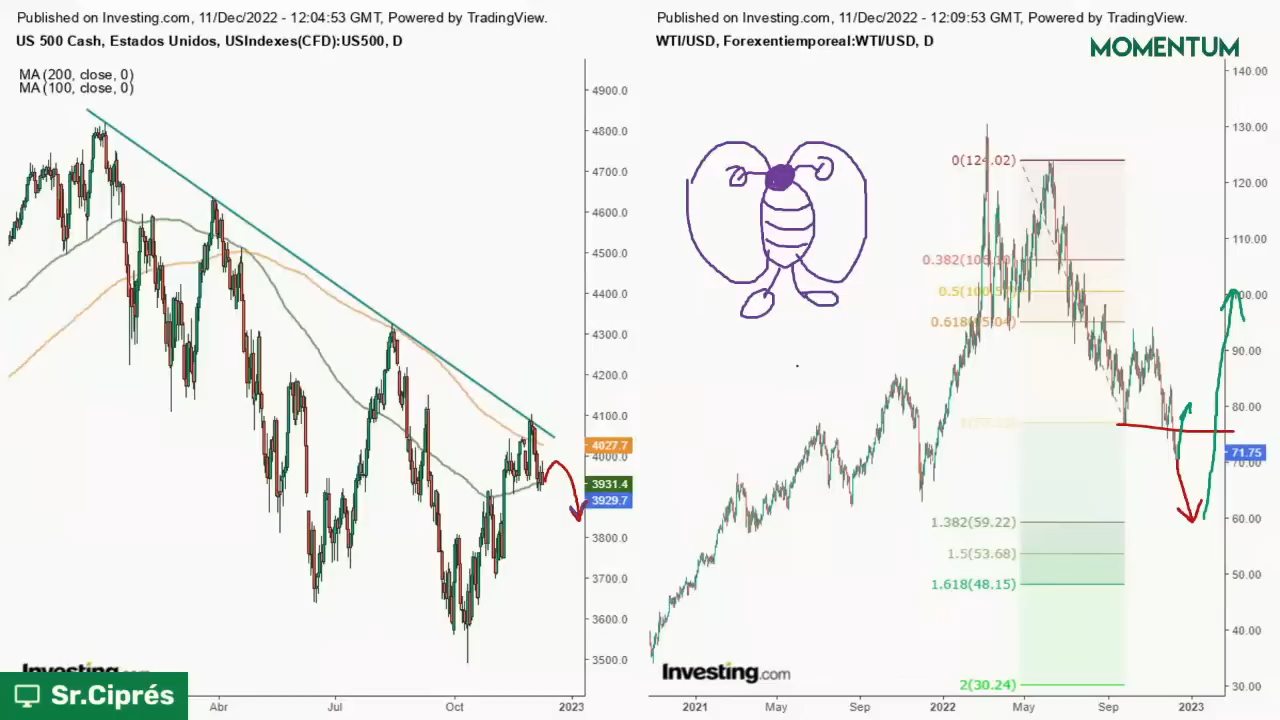 Published on Investing.com, 11/Dec/2022 - 12:04:53 GMT, Powered by TradingView.
US 500 Cash, Estados Unidos, USIndexes(CFD):US500, D
MA (200, close, 0)
MA (100, close, 0)
4900.0
4800.0
4700.0
4600.0
4500.0
4400.0
4300.0
4200.0
4100.0
4027.7
4000.0
3931.4
3929.7
3800.0
3700.0
3600.0
3500.0
Investing.com
Sr.Ciprés
Abr
Jul
Oct
2023
Published on Investing.com, 11/Dec/2022 - 12:09:53 GMT, Powered by TradingView.
WTI/USD, Forexentiemporeal:WTI/USD, D
MOMENTUM
140.00
130.00
120.00
110.00
100.00
90.00
80.00
71.75
70.00
60.00
50.00
40.00
30.00
0(124.02)
0.5(100.57)
1.382(59.22)
1.5(53.68)
1.618(48.15)
2(30.24)
Investing.com
2021
May
Sep
2022
May
Sep
2023